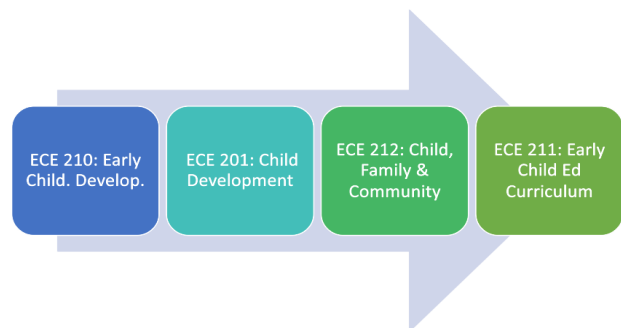 ECE 210: Early
Child. Develop.
ECE 201: Child
Development
ECE 212: Child,
Family &
Community
ECE 211: Early
Child Ed
Curriculum